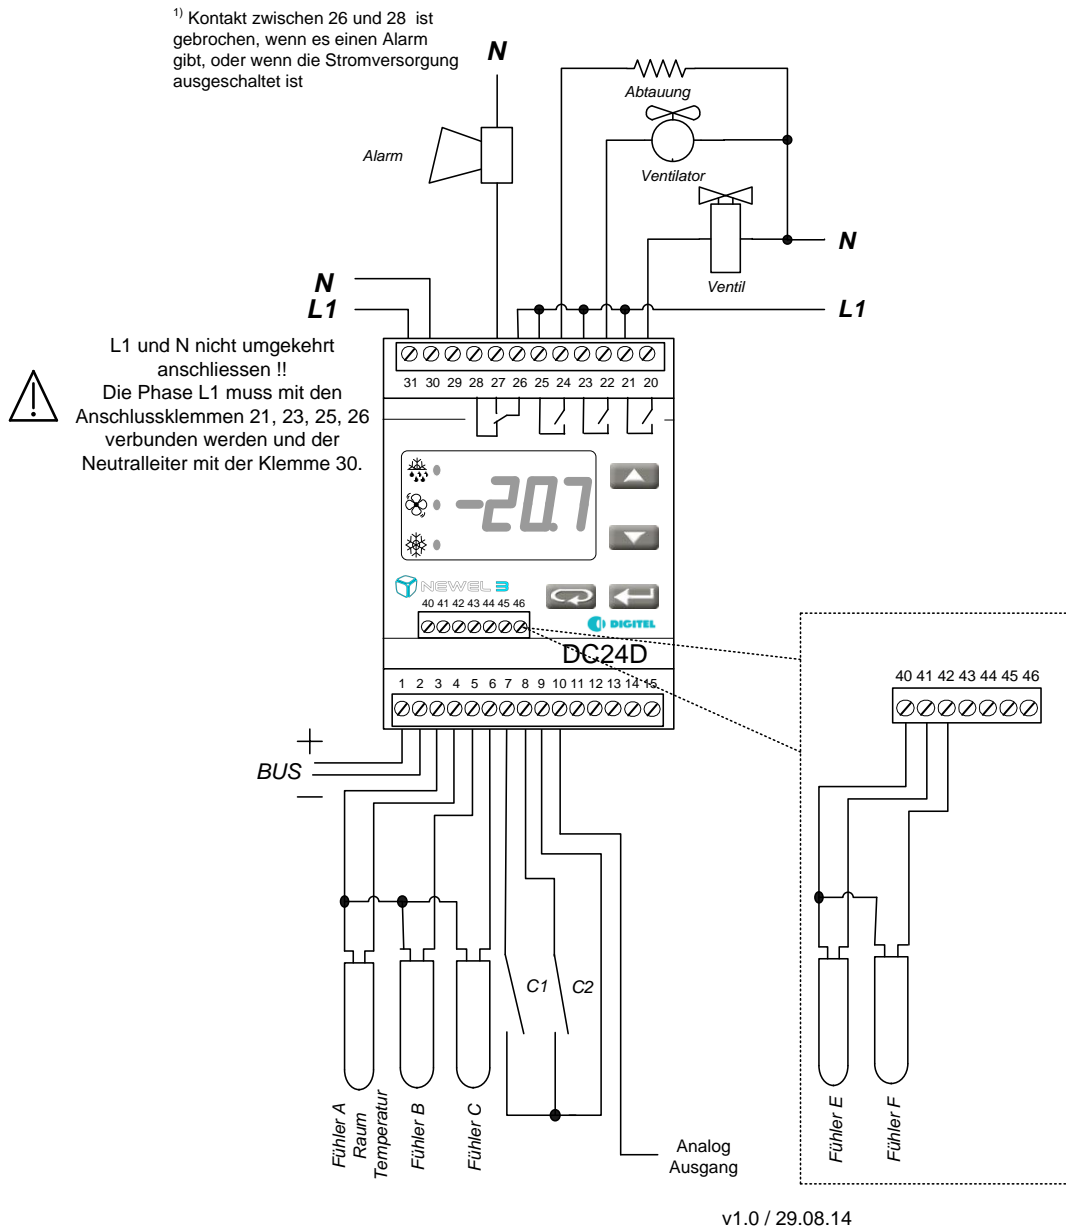 1) Kontakt zwischen 26 und 28 ist
gebrochen, wenn es einen Alarm
gibt, oder wenn die Stromversorgung
ausgeschaltet ist
N
Abtauung
Alarm
Ventilator
N
Ventil
N
L1
L1
L1 und N nicht umgekehrt
anschliessen !!
Die Phase L1 muss mit den
Anschlussklemmen 21, 23, 25, 26
verbunden werden und der
Neutralleiter mit der Klemme 30.
31 30 29 28 27 26 25 24 23 22 21 20
-20.7
NEWEL 3
40 41 42 43 44 45 46
DIGITEL
DC24D
1 2 3 4 5 6 7 8 9 10 11 12 13 14 15
40 41 42 43 44 45 46
+
BUS
—
C1
C2
Fühler A
Raum
Temperatur
Fühler B
Fühler C
Fühler E
Fühler F
Analog
Ausgang
v1.0 / 29.08.14